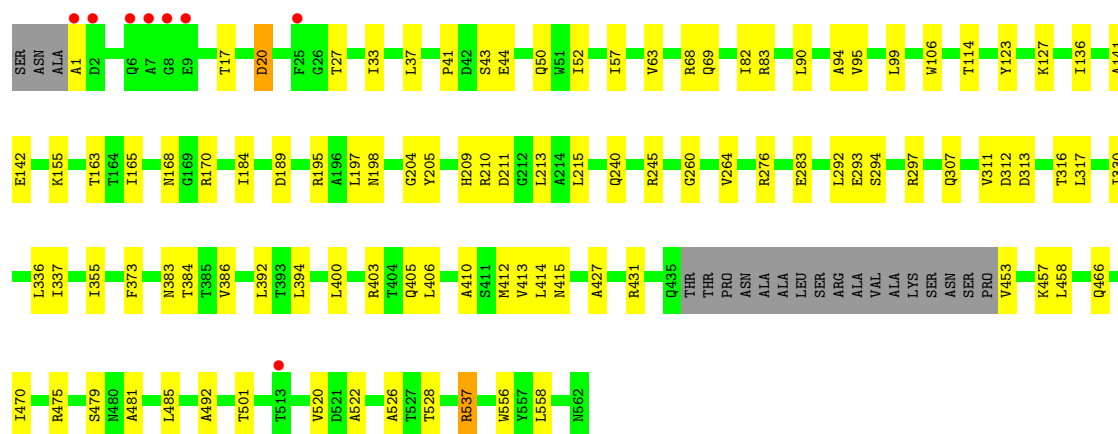 SER ASN ALA A1 D2 Q6 A7 G8 E9 T17 D20 F25 G26 T27 I33 L37 P41 D42 S43 E44 Q50 W51 I52 I57 V63 R68 Q69 I82 R83 L90 A94 V95 L99 W106 T114 Y123 K127 I136 A141
E142 K155 T163 T164 I165 N168 G169 R170 I184 D189 R195 A196 L197 N198 G204 Y205 H209 R210 D211 G212 L213 A214 L215 Q240 R245 G260 V264 R276 E283 L292 E293 S294 R297 Q307 V311 D312 D313 T316 L317 I330
L336 I337 I355 F373 N383 T384 T385 V386 L392 T393 L394 L400 R403 T404 Q405 L406 A410 S411 M412 V413 L414 N415 A427 R431 Q435 THR THR PRO ASN ALA ALA LEU SER ARG ALA VAL ALA LYS SER ASN SER PRO V453 K457 L458 Q466
I470 R475 S479 N480 A481 L485 A492 T501 T513 V520 D521 A522 A526 T527 T528 R537 W556 Y557 L558 N562